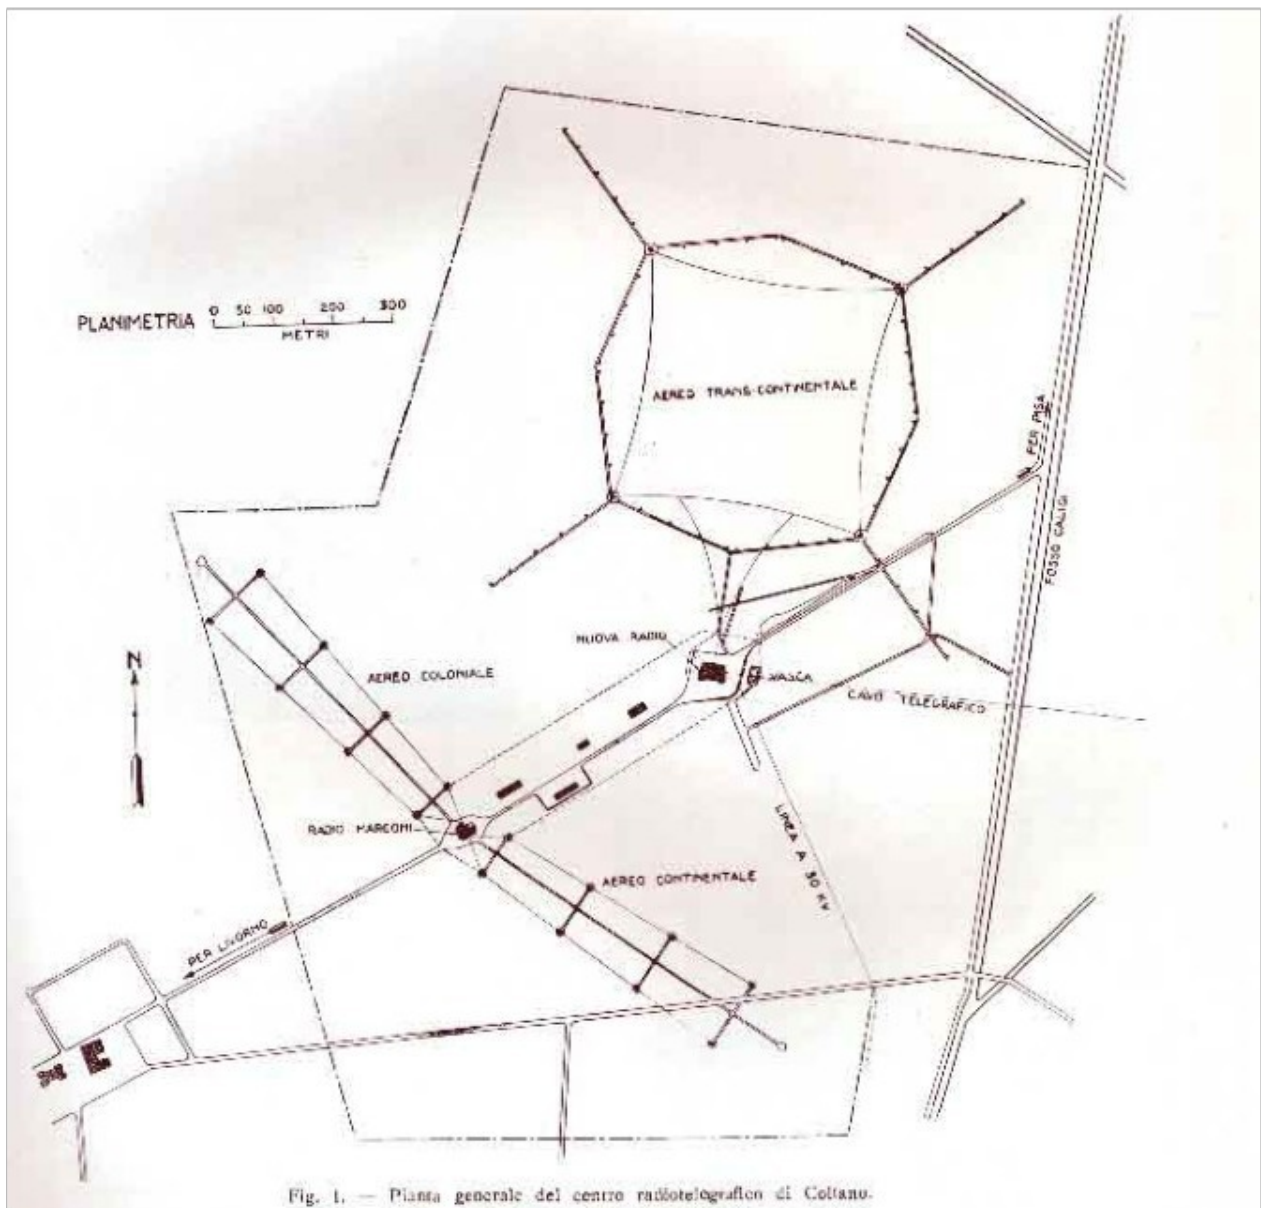 PLANIMETRIA
0 50 100 200 300
METRI
AEREO TRANS-CONTINENTALE
PER PISA
FOSSO CALIGI
NUOVA RADIO
VASCA
CAVO TELEGRAFICO
N
AEREO COLONIALE
RADIO MARCONI
AEREO CONTINENTALE
LINEA A 30 KV
PER LIVORNO
Fig. 1. — Pianta generale del centro radiotelegrafico di Coltano.